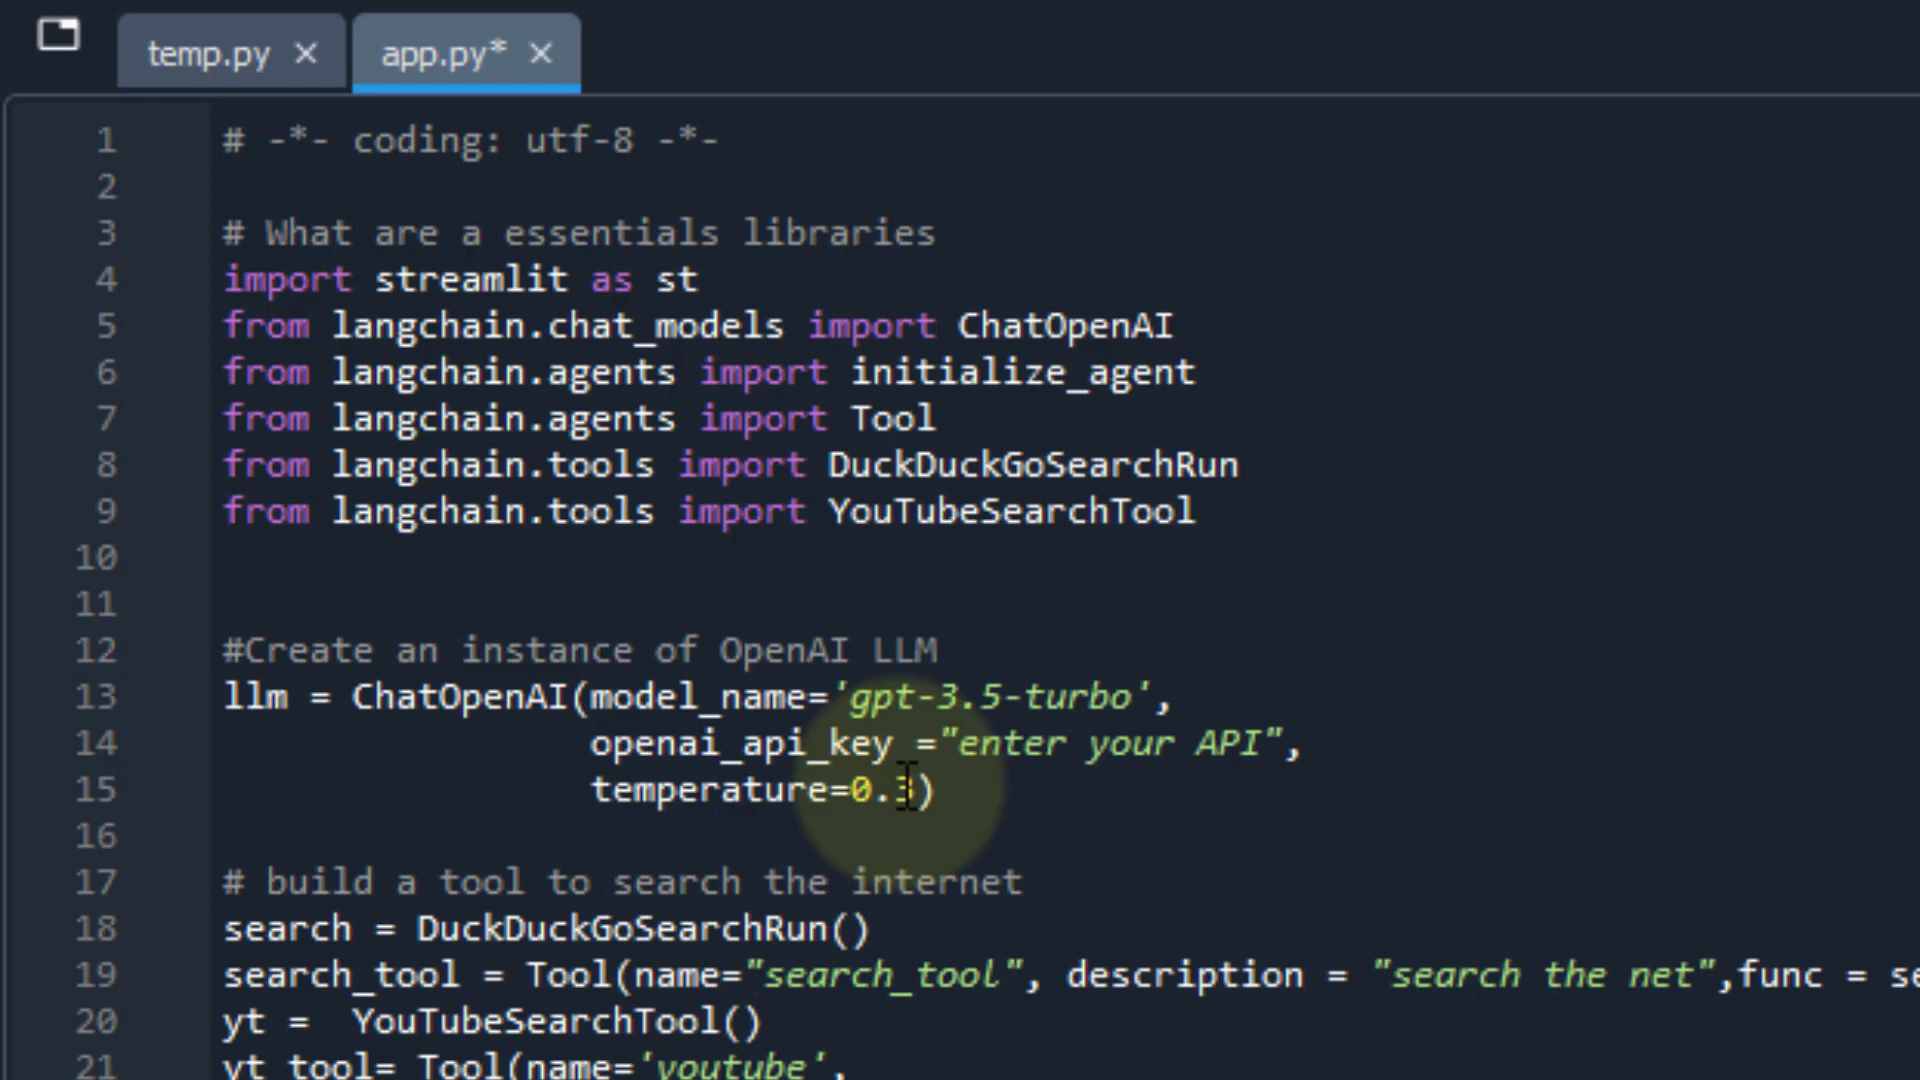 temp.py
app.py*
1 # -*- coding: utf-8 -*-
2
3 # What are a essentials libraries
4 import streamlit as st
5 from langchain.chat_models import ChatOpenAI
6 from langchain.agents import initialize_agent
7 from langchain.agents import Tool
8 from langchain.tools import DuckDuckGoSearchRun
9 from langchain.tools import YouTubeSearchTool
10
11
12 #Create an instance of OpenAI LLM
13 llm = ChatOpenAI(model_name='gpt-3.5-turbo',
14 openai_api_key ="enter your API",
15 temperature=0.3)
16
17 # build a tool to search the internet
18 search = DuckDuckGoSearchRun()
19 search_tool = Tool(name="search_tool", description = "search the net",func = se
20 yt =  YouTubeSearchTool()
21 yt_tool= Tool(name='youtube',